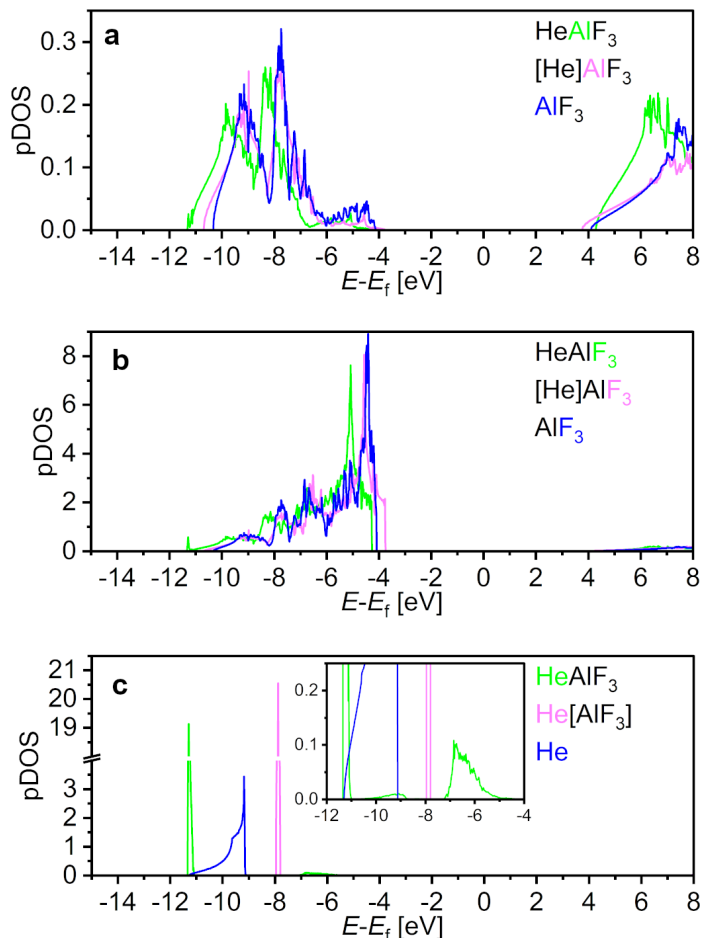 a
HeAlF3
[He]AlF3
AlF3
pDOS
0.3
0.2
0.1
0.0
-14 -12 -10 -8 -6 -4 -2 0 2 4 6 8
E-Ef [eV]
b
HeAlF3
[He]AlF3
AlF3
pDOS
8
6
4
2
0
-14 -12 -10 -8 -6 -4 -2 0 2 4 6 8
E-Ef [eV]
c
HeAlF3
He[AlF3]
He
pDOS
21
20
19
3
2
1
0
0.2
0.1
0.0
-12 -10 -8 -6 -4
-14 -12 -10 -8 -6 -4 -2 0 2 4 6 8
E-Ef [eV]